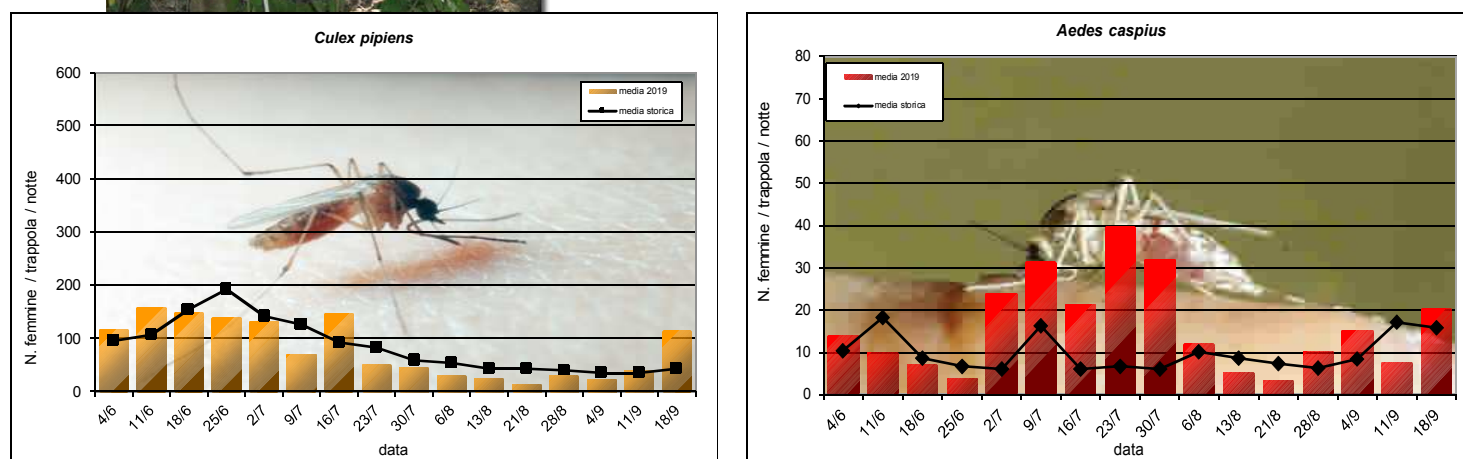 Culex pipiens
N. femmine / trappola / notte
600
500
400
300
200
100
0
media 2019
media storica
4/6 11/6 18/6 25/6 2/7 9/7 16/7 23/7 30/7 6/8 13/8 21/8 28/8 4/9 11/9 18/9
data
Aedes caspius
N. femmine / trappola / notte
80
70
60
50
40
30
20
10
0
media 2019
media storica
4/6 11/6 18/6 25/6 2/7 9/7 16/7 23/7 30/7 6/8 13/8 21/8 28/8 4/9 11/9 18/9
data